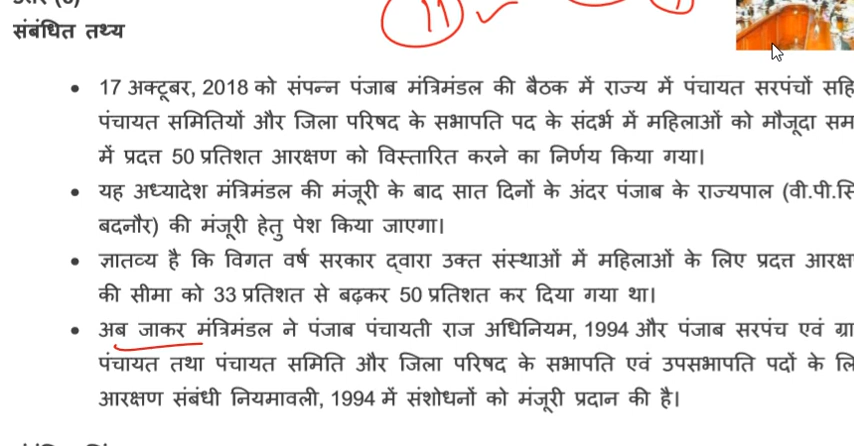 संबंधित तथ्य
11
17 अक्टूबर, 2018 को संपन्न पंजाब मंत्रिमंडल की बैठक में राज्य में पंचायत सरपंचों
पंचायत समितियों और जिला परिषद के सभापति पद के संदर्भ में महिलाओं को मौजूदा
में प्रदत्त 50 प्रतिशत आरक्षण को विस्तारित करने का निर्णय किया गया।
यह अध्यादेश मंत्रिमंडल की मंजूरी के बाद सात दिनों के अंदर पंजाब के राज्यपाल (वी.पी.
बदनौर) की मंजूरी हेतु पेश किया जाएगा।
ज्ञातव्य है कि विगत वर्ष सरकार द्वारा उक्त संस्थाओं में महिलाओं के लिए प्रदत्त
की सीमा को 33 प्रतिशत से बढ़कर 50 प्रतिशत कर दिया गया था।
अब जाकर मंत्रिमंडल ने पंजाब पंचायती राज अधिनियम, 1994 और पंजाब सरपंच एवं
पंचायत तथा पंचायत समिति और जिला परिषद के सभापति एवं उपसभापति पदों के
आरक्षण संबंधी नियमावली, 1994 में संशोधनों को मंजूरी प्रदान की है।